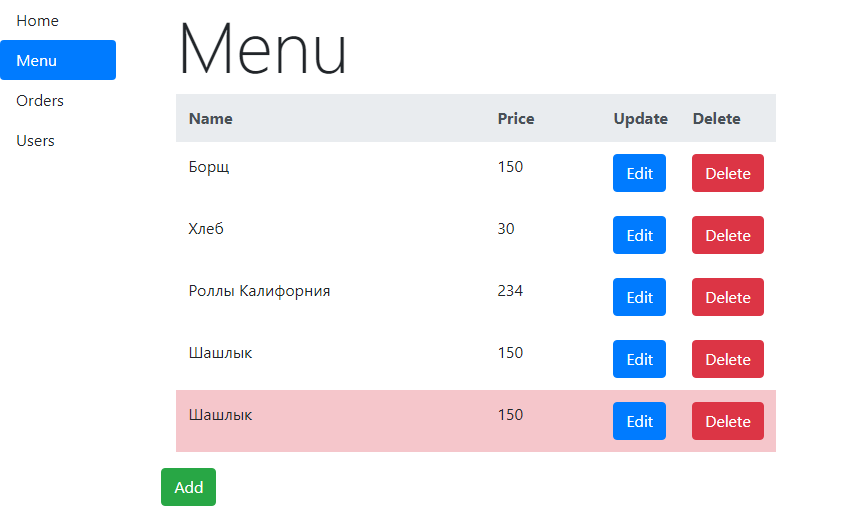 Home
Menu
Orders
Users
Menu
Name Price Update Delete
Борщ 150 Edit Delete
Хлеб 30 Edit Delete
Роллы Калифорния 234 Edit Delete
Шашлык 150 Edit Delete
Шашлык 150 Edit Delete
Add